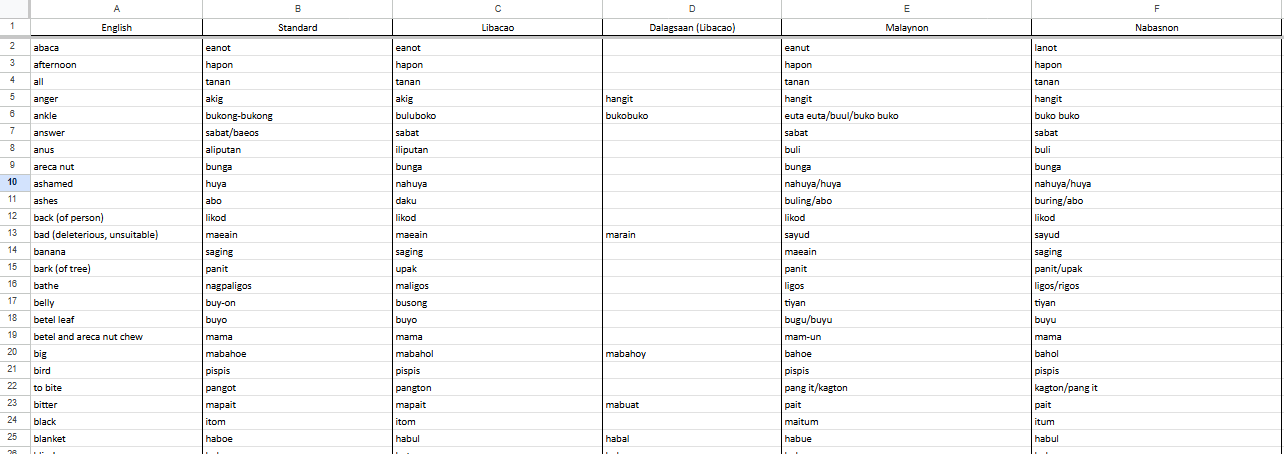 A B C D E F
1 English Standard Libacao Dalagsaan (Libacao) Malaynon Nabasnon
2 abaca eanot eanot eanut lanot
3 afternoon hapon hapon hapon hapon
4 all tanan tanan tanan tanan
5 anger akig akig hangit hangit hangit
6 ankle bukong-bukong buluboko bukobuko euta euta/buul/buko buko buko buko
7 answer sabat/baeos sabat sabat sabat
8 anus aliputan iliputan buli buli
9 areca nut bunga bunga bunga bunga
10 ashamed huya nahuya nahuya/huya nahuya/huya
11 ashes abo daku buling/abo buring/abo
12 back (of person) likod likod likod likod
13 bad (deleterious, unsuitable) maeain maeain marain sayud sayud
14 banana saging saging maeain saging
15 bark (of tree) panit upak panit panit/upak
16 bathe nagpaligos maligos ligos ligos/rigos
17 belly buy-on busong tiyan tiyan
18 betel leaf buyo buyo bugu/buyu buyu
19 betel and areca nut chew mama mama mam-un mama
20 big mabahoe mabahol mabahoy bahoe bahol
21 bird pispis pispis pispis pispis
22 to bite pangot pangton pang it/kagton kagton/pang it
23 bitter mapait mapait mabuat pait pait
24 black itom itom maitum itum
25 blanket haboe habul habal habue habul